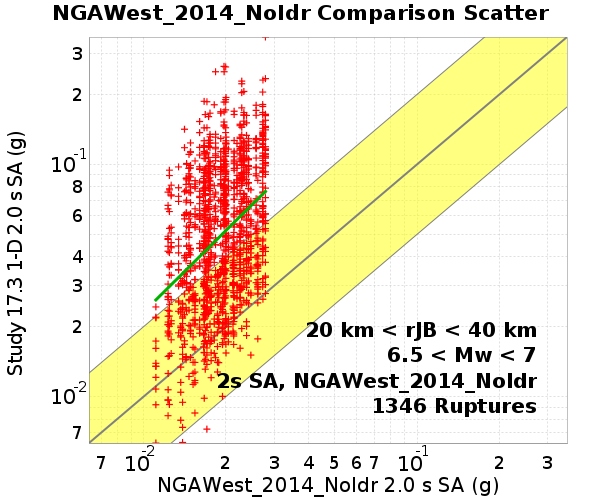 NGAWest_2014_NoIdr Comparison Scatter
Study 17.3 1-D 2.0 s SA (g)
3
2
10-1
8
6
4
3
2
10-2
7
20 km < rJB < 40 km
6.5 < Mw < 7
2s SA, NGAWest_2014_NoIdr
1346 Ruptures
7 10-2 2 3 4 5 6 7 10-1 2 3
NGAWest_2014_NoIdr 2.0 s SA (g)